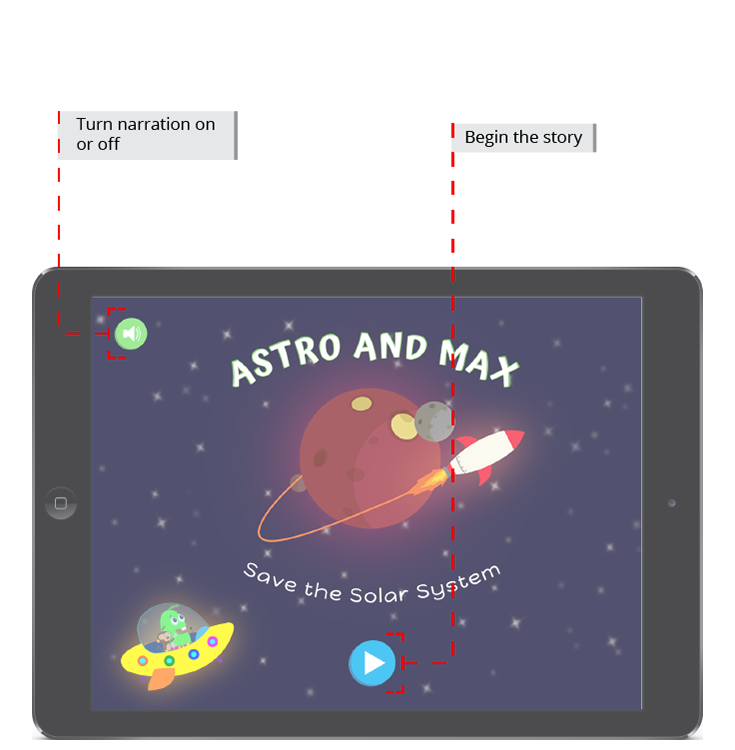 Turn narration on
or off
Begin the story
ASTRO AND MAX
Save the Solar System